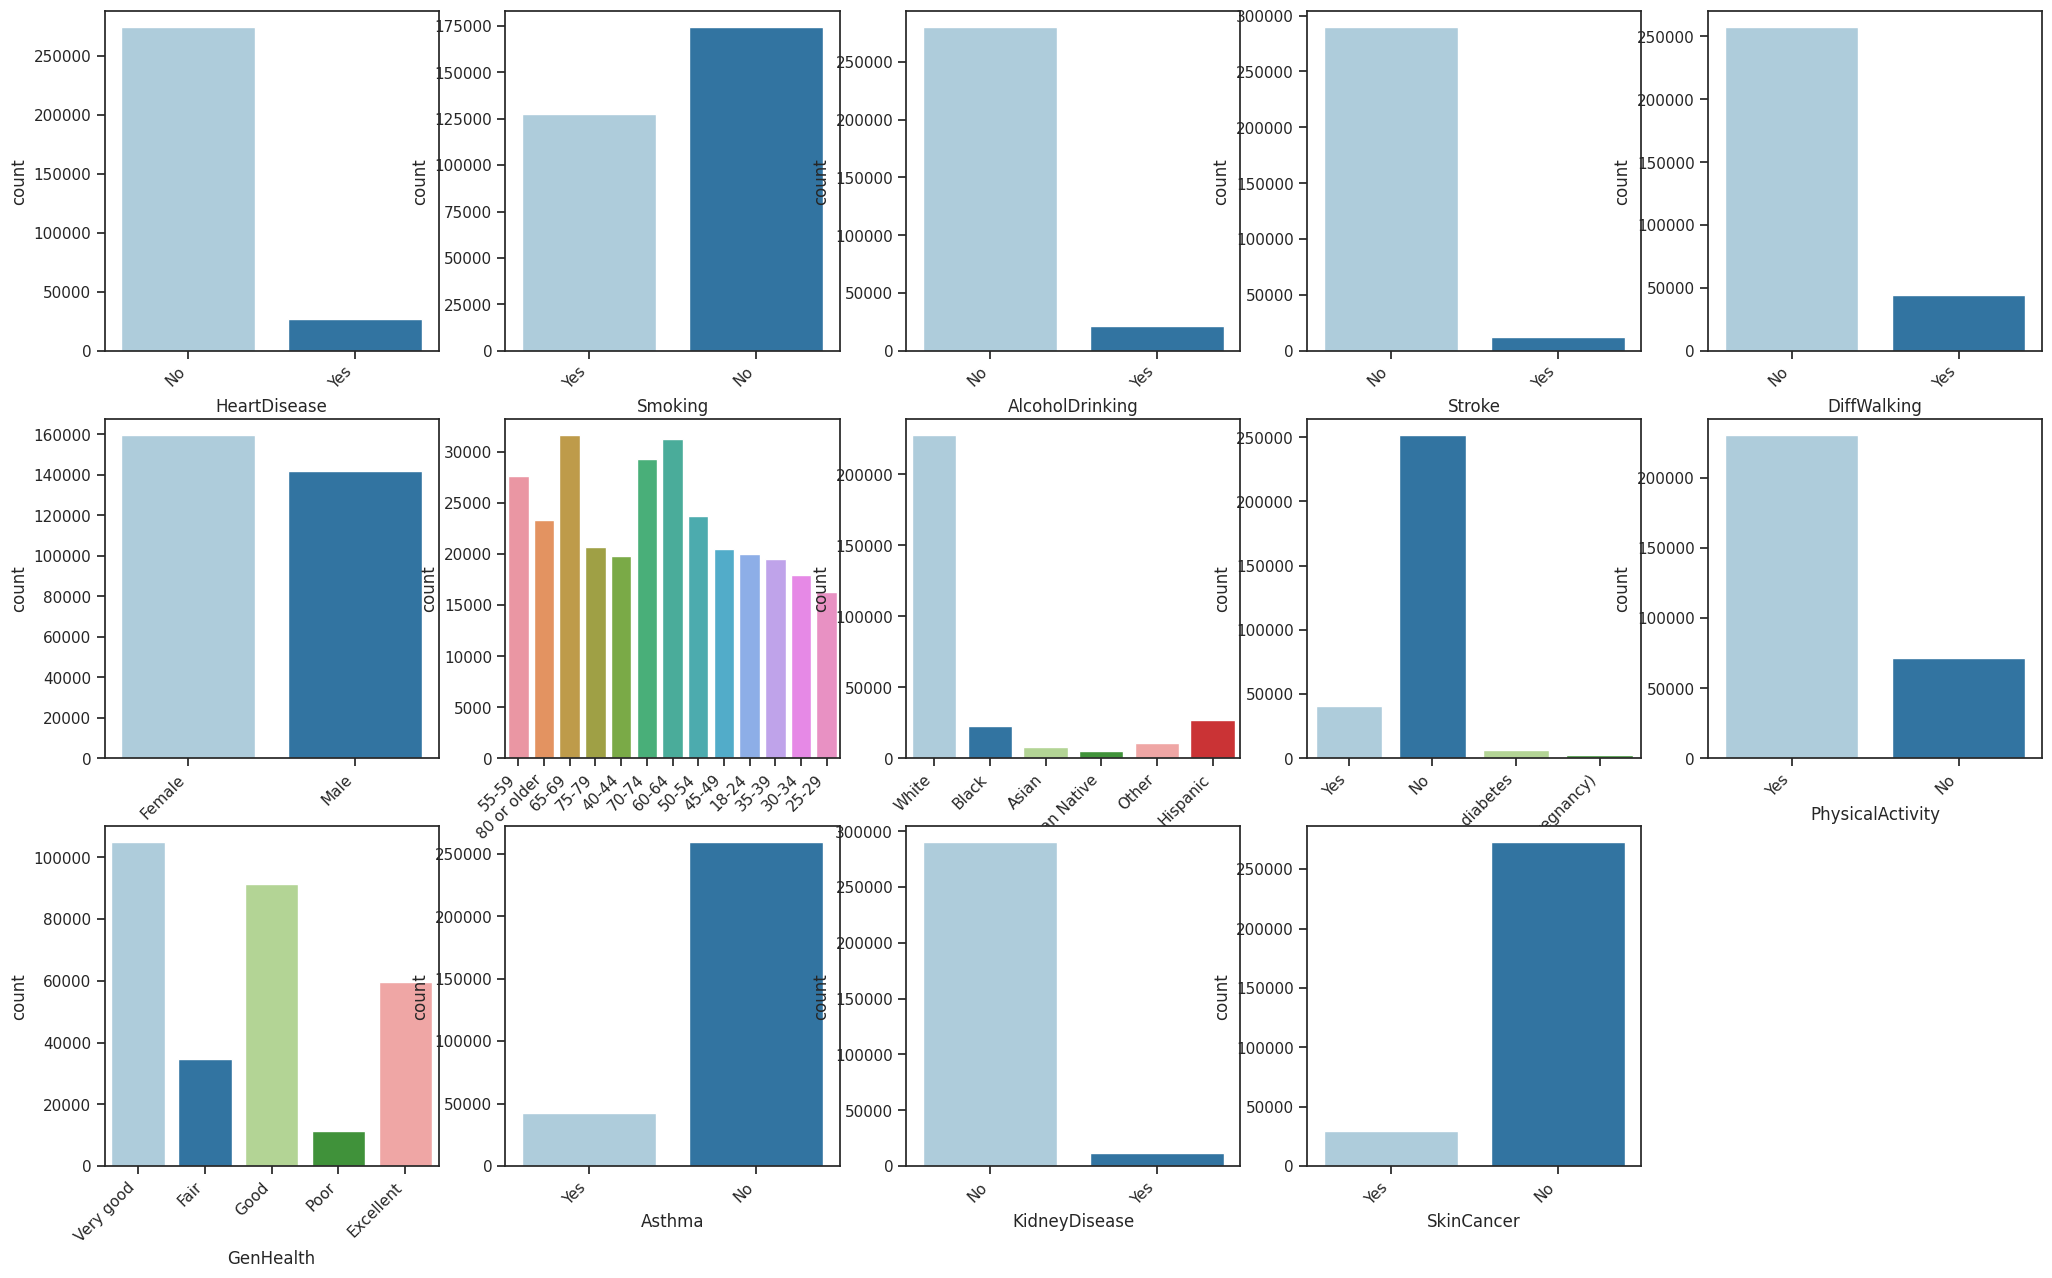 250000
200000
150000
100000
50000
0
count
No
Yes
HeartDisease
175000
150000
125000
100000
75000
50000
25000
0
count
Yes
No
Smoking
250000
200000
150000
100000
50000
0
count
No
Yes
AlcoholDrinking
300000
250000
200000
150000
100000
50000
0
count
No
Yes
Stroke
250000
200000
150000
100000
50000
0
count
No
Yes
DiffWalking
160000
140000
120000
100000
80000
60000
40000
20000
0
count
Female
Male
30000
25000
20000
15000
10000
5000
0
count
55-59
80 or older
65-69
75-79
40-44
70-74
60-64
50-54
45-49
18-24
35-39
30-34
25-29
200000
150000
100000
50000
0
count
White
Black
Asian
an Native
Other
Hispanic
250000
200000
150000
100000
50000
0
count
Yes
No
diabetes
egnancy)
200000
150000
100000
50000
0
count
Yes
No
PhysicalActivity
100000
80000
60000
40000
20000
0
count
Very good
Fair
Good
Poor
Excellent
GenHealth
250000
200000
150000
100000
50000
0
count
Yes
No
Asthma
300000
250000
200000
150000
100000
50000
0
count
No
Yes
KidneyDisease
250000
200000
150000
100000
50000
0
count
Yes
No
SkinCancer